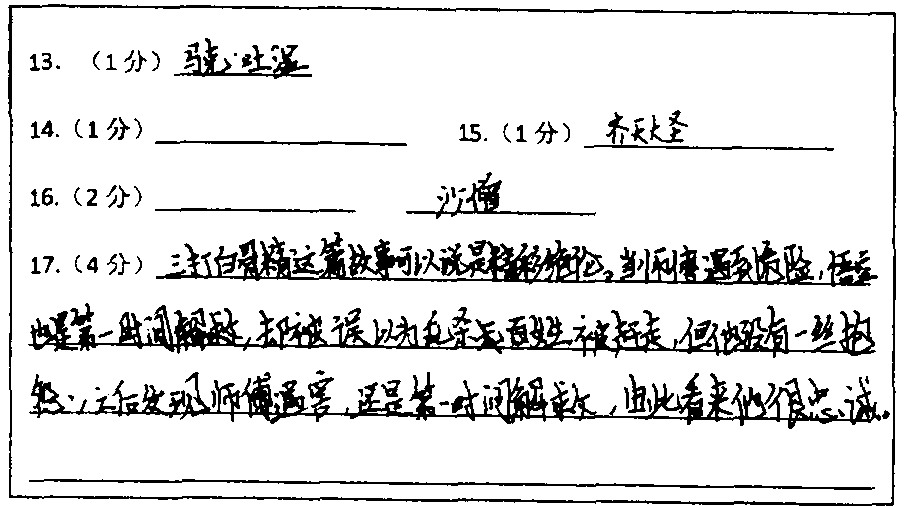 13. （1分）骆驼吐温
14.（1分） 15.（1分）齐天大圣
16.（2分） 沙僧
17.（4分）三打白骨精这篇故事可以说是精彩绝伦。当师傅遇到危险，悟空
也是第一时间解救，却被误以为乱杀无百姓被赶走，但他没有一丝抱
怨，之后发现师傅遇害，还是第一时间解救，由此看来他很忠诚。